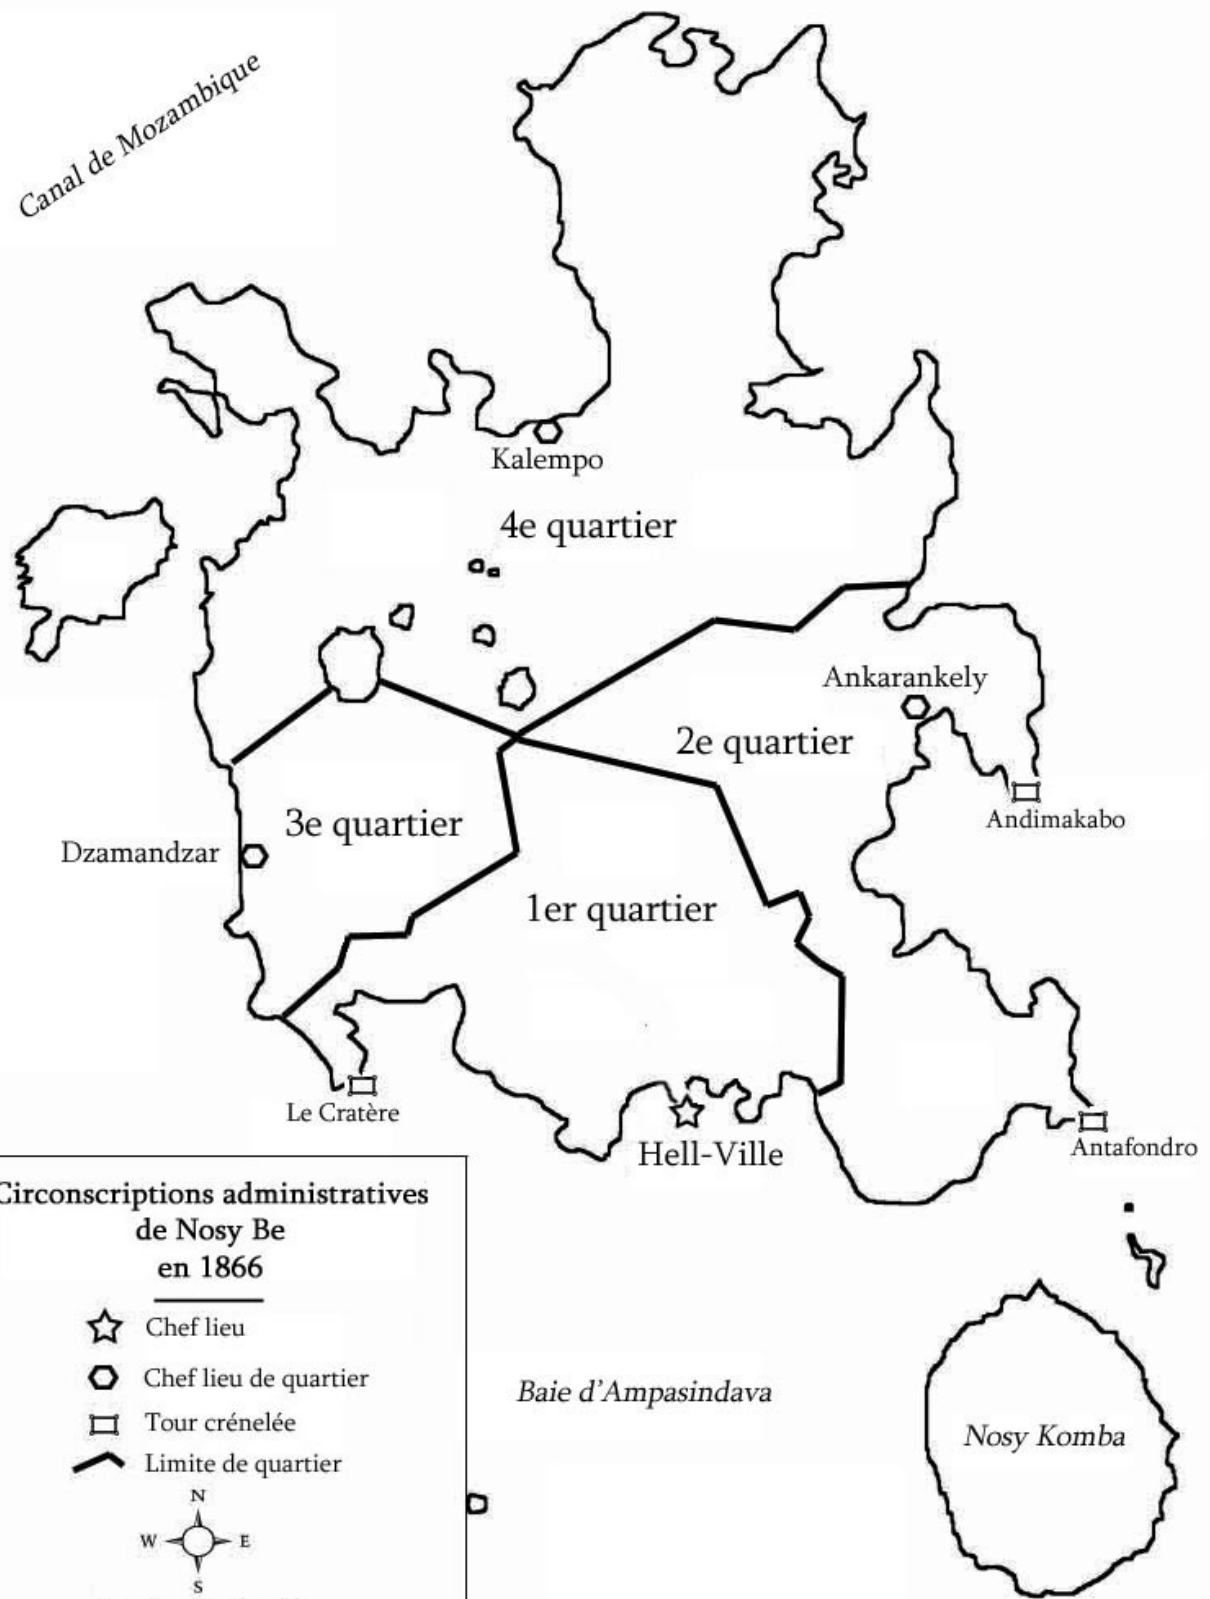 Canal de Mozambique
Kalempo
4e quartier
Ankarankely
2e quartier
Andimakabo
3e quartier
Dzamandzar
1er quartier
Le Cratère
Hell-Ville
Antafondro
Circonscriptions administratives
de Nosy Be
en 1866
Chef lieu
Chef lieu de quartier
Tour crénelée
Limite de quartier
N
W E
S
Baie d'Ampasindava
Nosy Komba